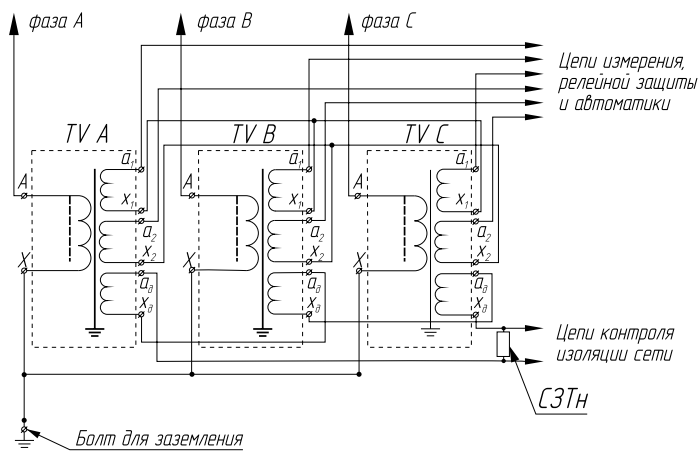 фаза A
фаза B
фаза C
Цепи измерения,
релейной защиты
и автоматики
TV A
TV B
TV C
A
a1
x1
a2
x2
X
aд
xд
A
a1
x1
a2
x2
X
aд
xд
A
a1
x1
a2
x2
X
aд
xд
Цепи контроля
изоляции сети
СЗТн
Болт для заземления